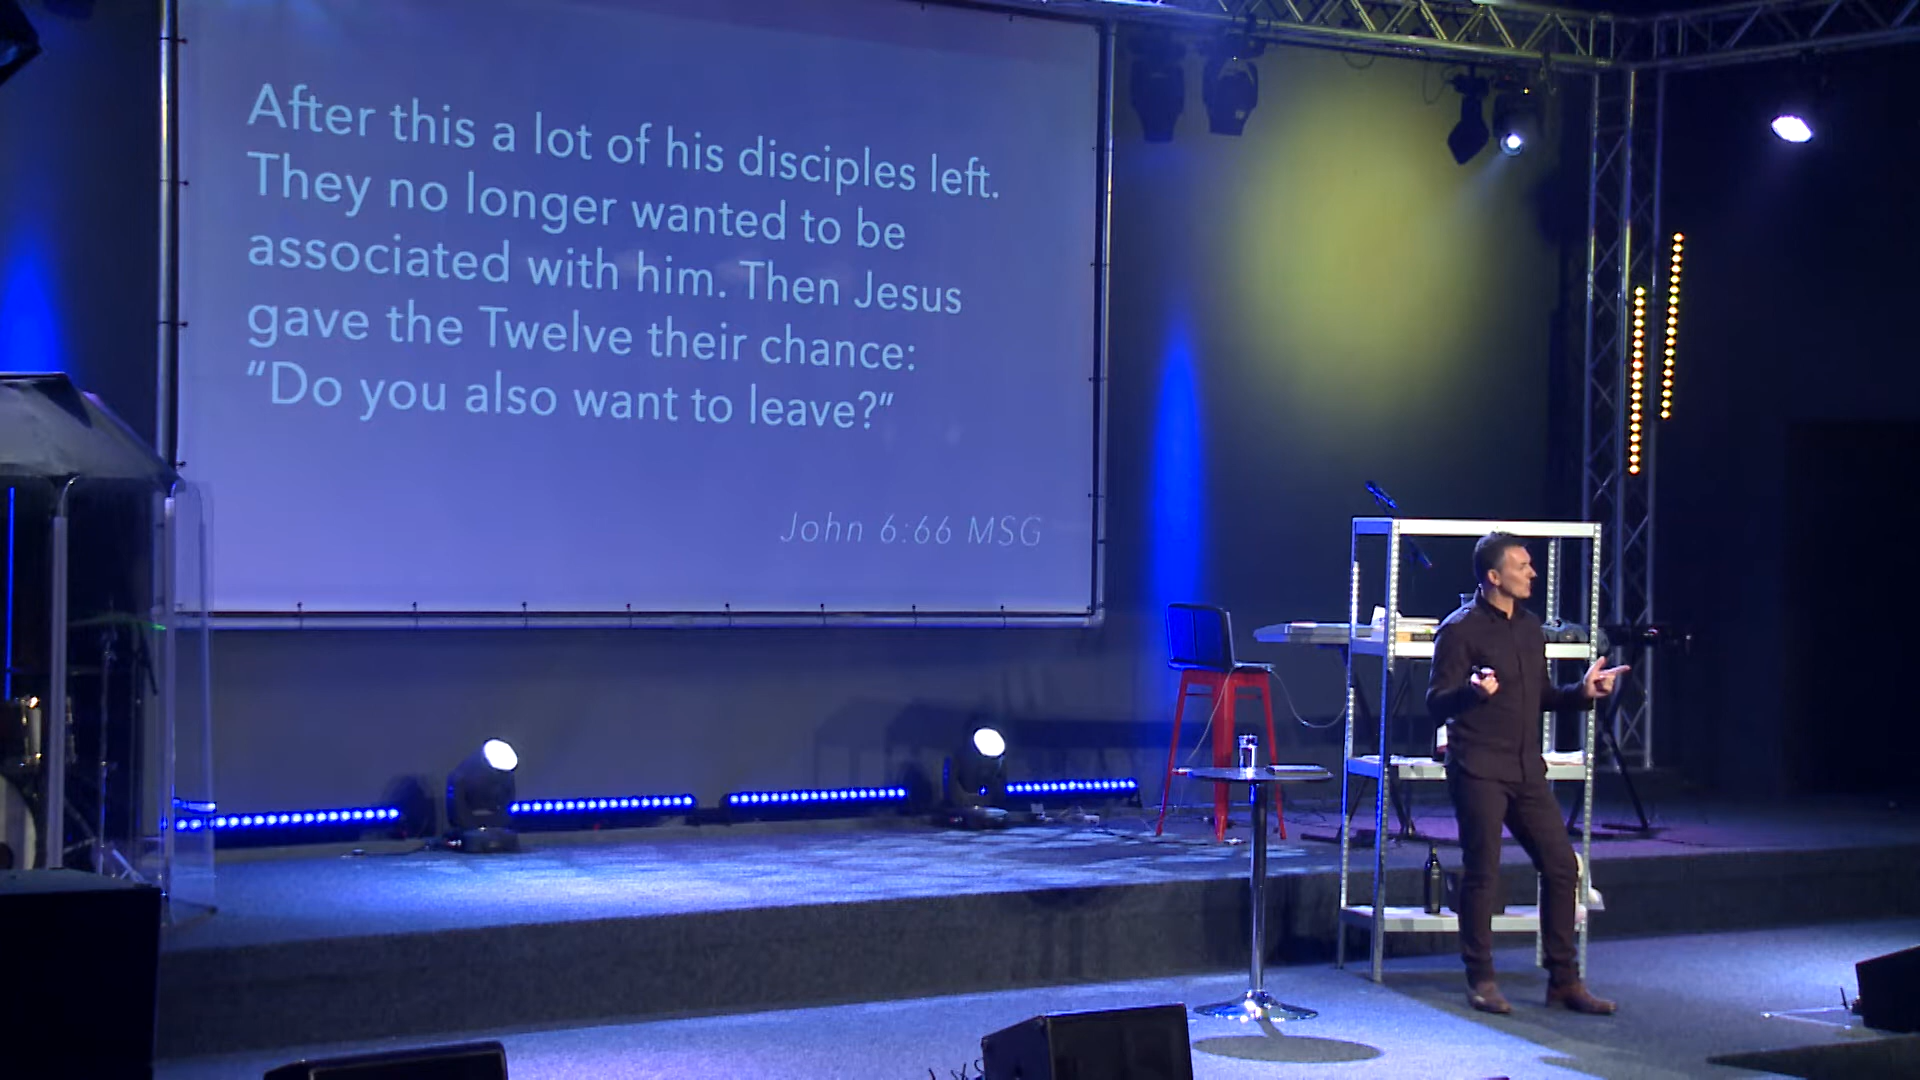 After this a lot of his disciples left.
They no longer wanted to be
associated with him. Then Jesus
gave the Twelve their chance:
“Do you also want to leave?”
John 6:66 MSG